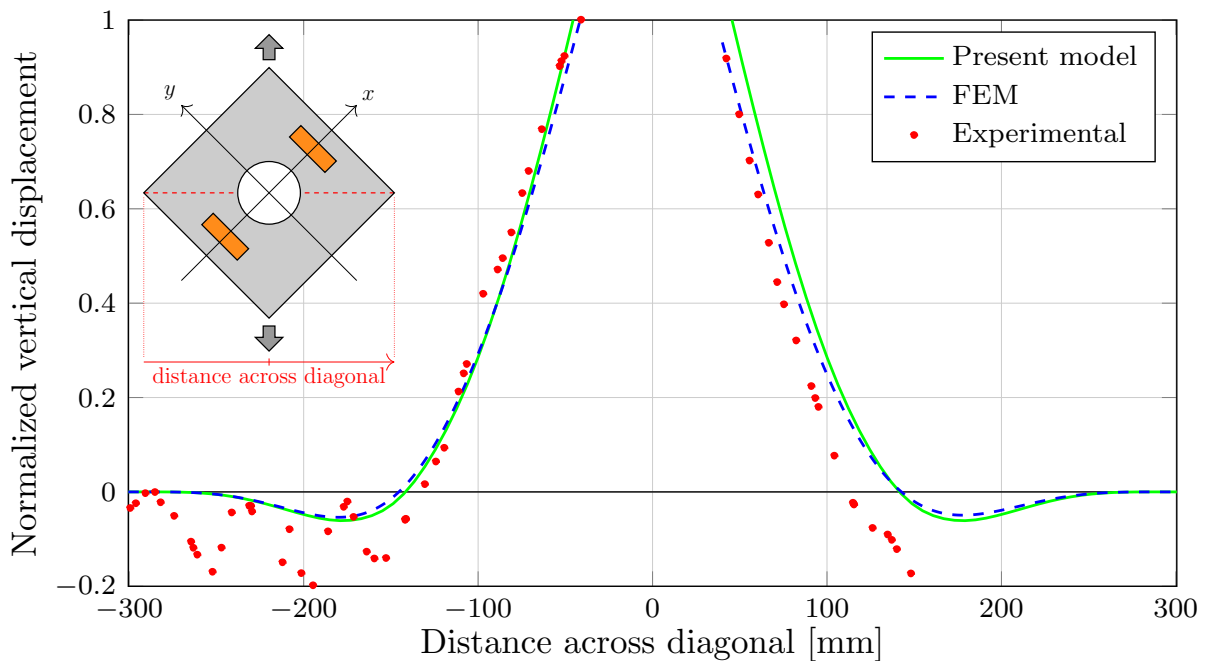 1
0.8
0.6
0.4
0.2
0
−0.2
Normalized vertical displacement
−300
−200
−100
0
100
200
300
Distance across diagonal [mm]
y
x
distance across diagonal
Present model
FEM
Experimental